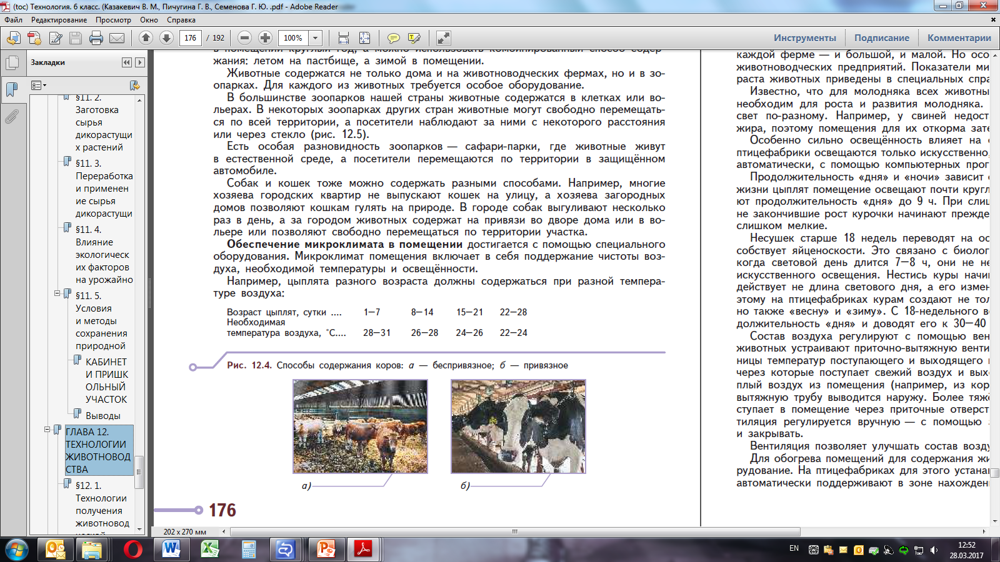 (toc) Технология. 6 класс. (Казакевич В. М., Пичугина Г. В., Семенова Г. Ю. .pdf - Adobe Reader
Файл Редактирование Просмотр Окно Справка
176 / 192 100% Инструменты Подписание Комментарии
Закладки
§11. 2.
Заготовка
сырья
дикорастущи
х растений
§11. 3.
Переработка
и применен
ие сырья
дикорастущи
§11. 4.
Влияние
экологическ
их факторов
на урожайно
§11. 5.
Условия
и методы
сохранения
природной
КАБИНЕТ
И ПРИШК
ОЛЬНЫЙ
УЧАСТОК
Выводы
ГЛАВА 12.
ТЕХНОЛОГИИ
ЖИВОТНОВОД
СТВА
§12. 1.
Технологии
получения
животновод
в помещении круглый год, а можно использовать комбинированный способ содер-
жания: летом на пастбище, а зимой в помещении.
Животные содержатся не только дома и на животноводческих фермах, но и в зо-
опарках. Для каждого из животных требуется особое оборудование.
В большинстве зоопарков нашей страны животные содержатся в клетках или во-
льерах. В некоторых зоопарках других стран животные могут свободно перемещать-
ся по всей территории, а посетители наблюдают за ними с некоторого расстояния
или через стекло (рис. 12.5).
Есть особая разновидность зоопарков — сафари-парки, где животные живут
в естественной среде, а посетители перемещаются по территории в защищённом
автомобиле.
Собак и кошек тоже можно содержать разными способами. Например, многие
хозяева городских квартир не выпускают кошек на улицу, а хозяева загородных
домов позволяют кошкам гулять на природе. В городе собак выгуливают несколько
раз в день, а за городом животных содержат на привязи во дворе дома или в во-
льере или позволяют свободно перемещаться по территории участка.
Обеспечение микроклимата в помещении достигается с помощью специального
оборудования. Микроклимат помещения включает в себя поддержание чистоты воз-
духа, необходимой температуры и освещённости.
Например, цыплята разного возраста должны содержаться при разной темпера-
туре воздуха:
Возраст цыплят, сутки .... 1—7 8—14 15—21 22—28
Необходимая
температура воздуха, °С.... 28—31 26—28 24—26 22—24
Рис. 12.4. Способы содержания коров: а — беспривязное; б — привязное
а) б)
176
каждой ферме — и большой, и малой. Но осо
животноводческих предприятий. Показатели ми
раста животных приведены в специальных спра
Известно, что для молодняка всех животны
необходим для роста и развития молодняка.
свет по-разному. Например, у свиней недост
жира, поэтому помещения для их откорма зате
Особенно сильно освещённость влияет на
птицефабрики освещаются только искусственно,
автоматически, с помощью компьютерных прог
Продолжительность «дня» и «ночи» зависит
жизни цыплят помещение освещают почти кругл
ют продолжительность «дня» до 9 ч. При слиш
не закончившие рост курочки начинают прежде
слишком мелкие.
Несушек старше 18 недель переводят на ос
собствует яйценоскости. Это связано с биолог
когда световой день длится 7—8 ч, они не не
искусственного освещения. Нестись куры начи
действует не длина светового дня, а его измен
этому на птицефабриках курам создают не тол
но также «весну» и «зиму». С 18-недельного в
должительность «дня» и доводят его к 30—40
Состав воздуха регулируют с помощью вен
животных устраивают приточно-вытяжную венти
ницы температур поступающего и выходящего
через которые поступает свежий воздух и вых
плый воздух из помещения (например, из кор
вытяжную трубу выводится наружу. Более тяж
ступает в помещение через приточные отверст
тиляция регулируется вручную — с помощью
и закрывать.
Вентиляция позволяет улучшать состав возду
Для обогрева помещений для содержания жи
рудование. На птицефабриках для этого устана
автоматически поддерживают в зоне нахожден
202 x 270 мм
EN 12:52
28.03.2017